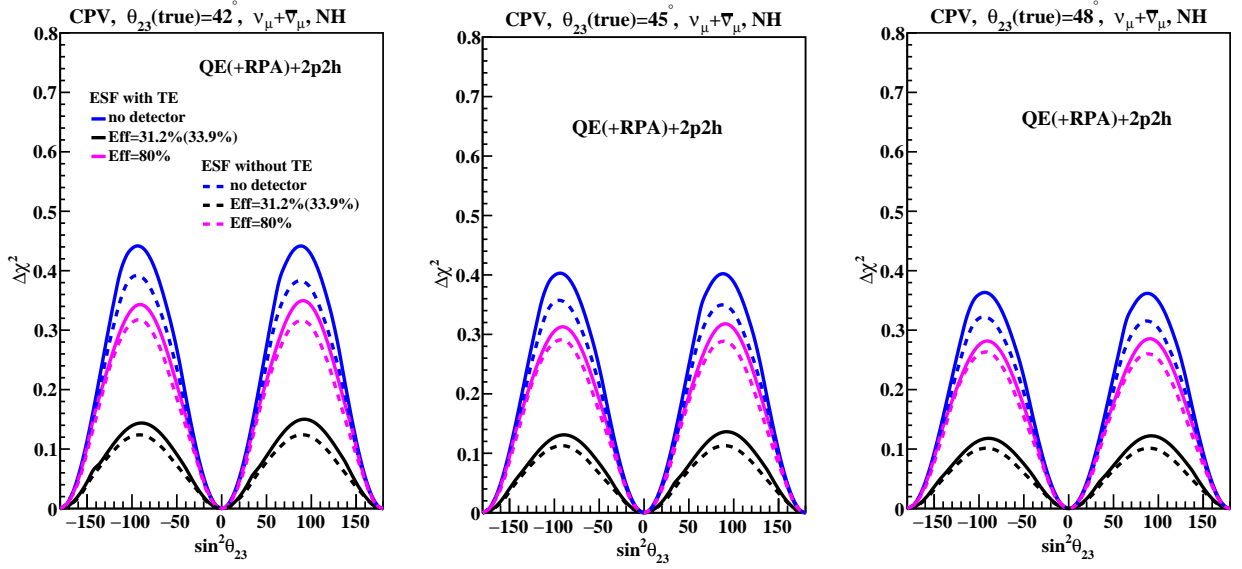 CPV, θ₂₃(true)=42°, ν_μ+ν̅_μ, NH
QE(+RPA)+2p2h
ESF with TE
no detector
Eff=31.2%(33.9%)
Eff=80%
ESF without TE
no detector
Eff=31.2%(33.9%)
Eff=80%
0.8
0.7
0.6
0.5
0.4
0.3
0.2
0.1
0
Δχ²
−150 −100 −50 0 50 100 150
sin²θ₂₃
CPV, θ₂₃(true)=45°, ν_μ+ν̅_μ, NH
QE(+RPA)+2p2h
0.8
0.7
0.6
0.5
0.4
0.3
0.2
0.1
0
Δχ²
−150 −100 −50 0 50 100 150
sin²θ₂₃
CPV, θ₂₃(true)=48°, ν_μ+ν̅_μ, NH
QE(+RPA)+2p2h
0.8
0.7
0.6
0.5
0.4
0.3
0.2
0.1
0
Δχ²
−150 −100 −50 0 50 100 150
sin²θ₂₃